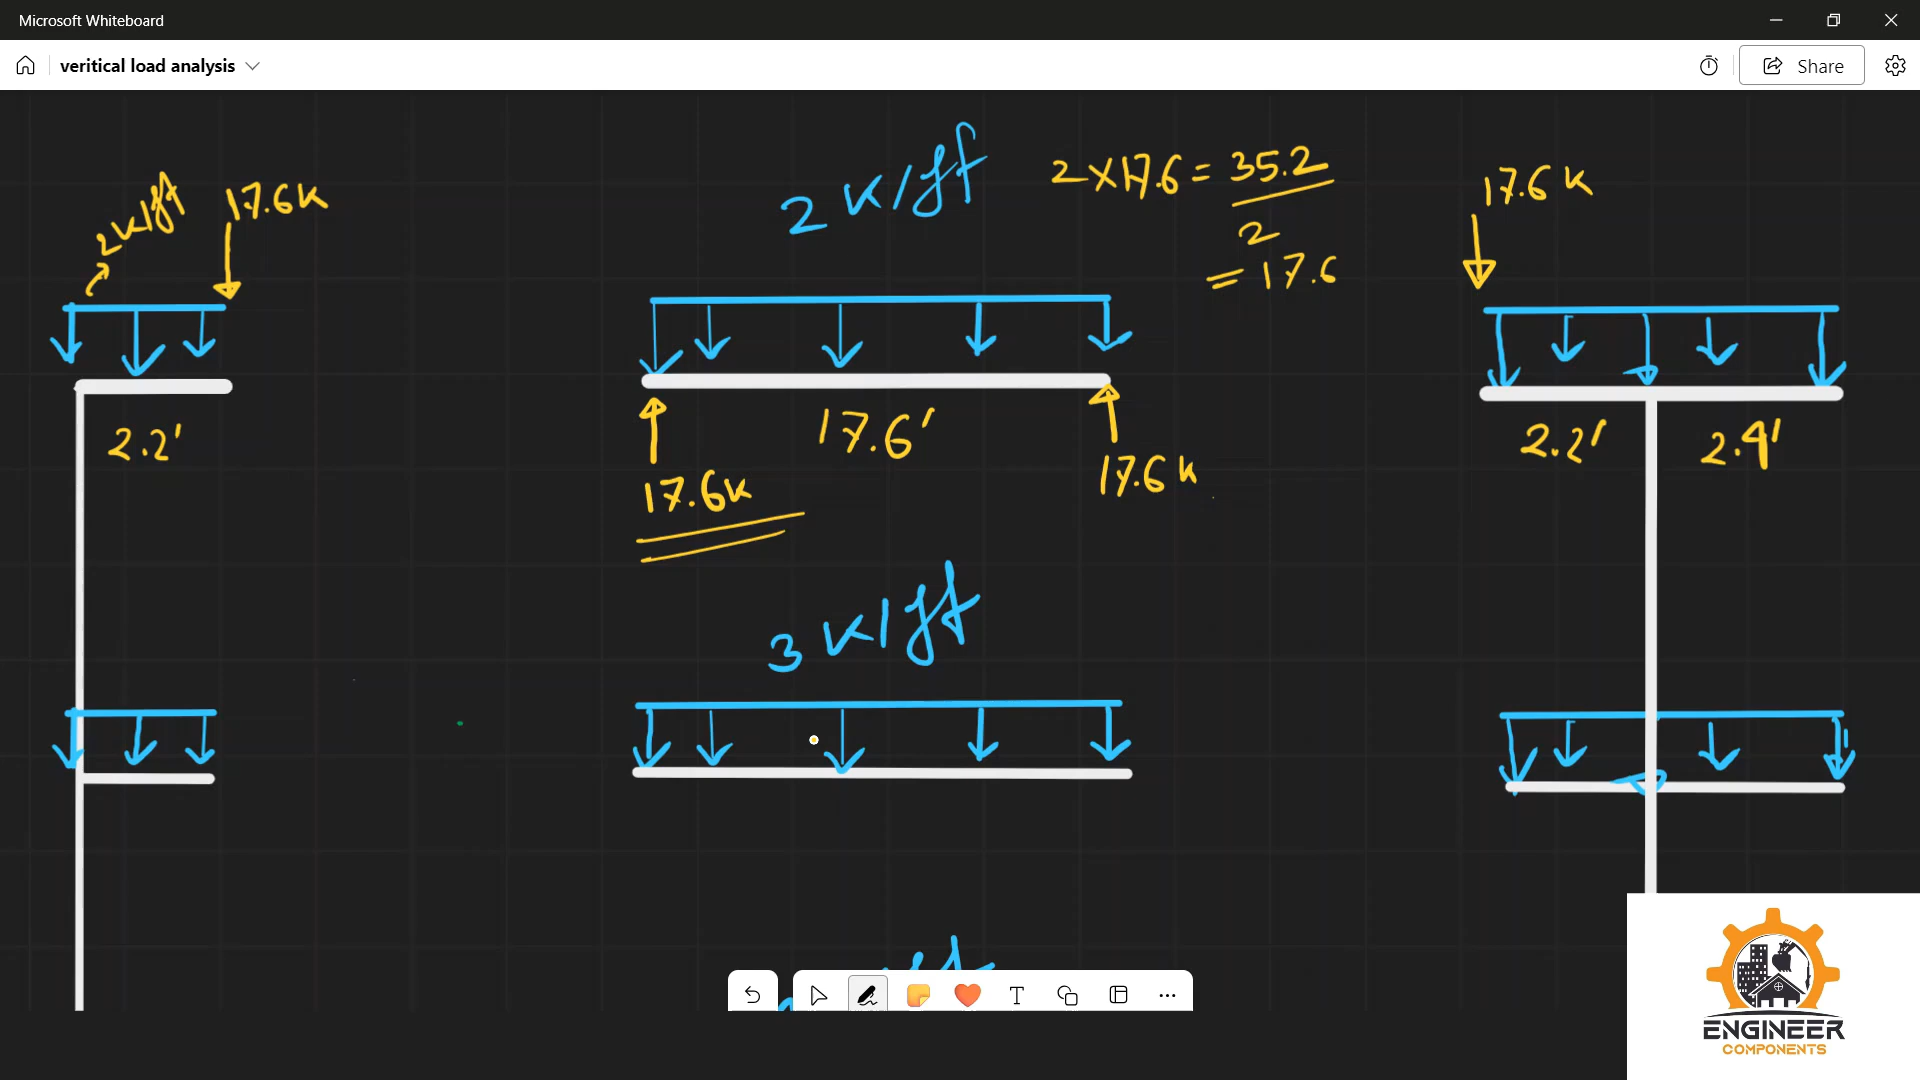 Microsoft Whiteboard
veritical load analysis
Share
2 K/ft
17.6K
2 K/ft
2 X 17.6 = 35.2
2
= 17.6
17.6 K
2.2'
17.6'
2.2'
2.4'
17.6K
17.6 K
3 K/ft
ENGINEER
COMPONENTS